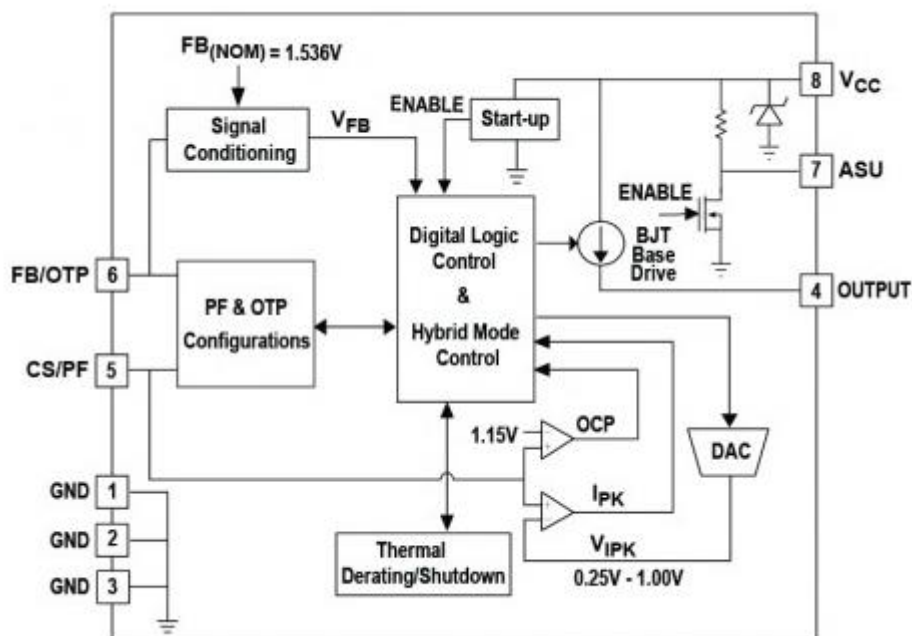 FB(NOM) = 1.536V
Signal
Conditioning
VFB
ENABLE
Start-up
8
VCC
7
ASU
ENABLE
BJT
Base
Drive
4
OUTPUT
Digital Logic
Control
&
Hybrid Mode
Control
FB/OTP
6
PF & OTP
Configurations
CS/PF
5
1.15V
OCP
DAC
IPK
VIPK
0.25V - 1.00V
GND
1
GND
2
GND
3
Thermal
Derating/Shutdown